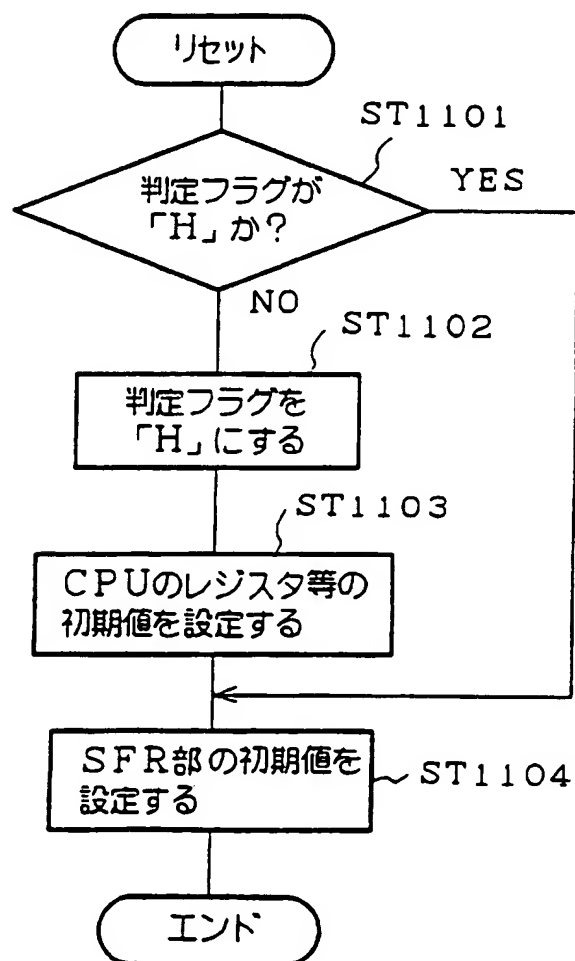 リセット
ST1101
判定フラグが
「H」か?
YES
NO
ST1102
判定フラグを
「H」にする
ST1103
CPUのレジスタ等の
初期値を設定する
SFR部の初期値を
設定する
ST1104
エンド